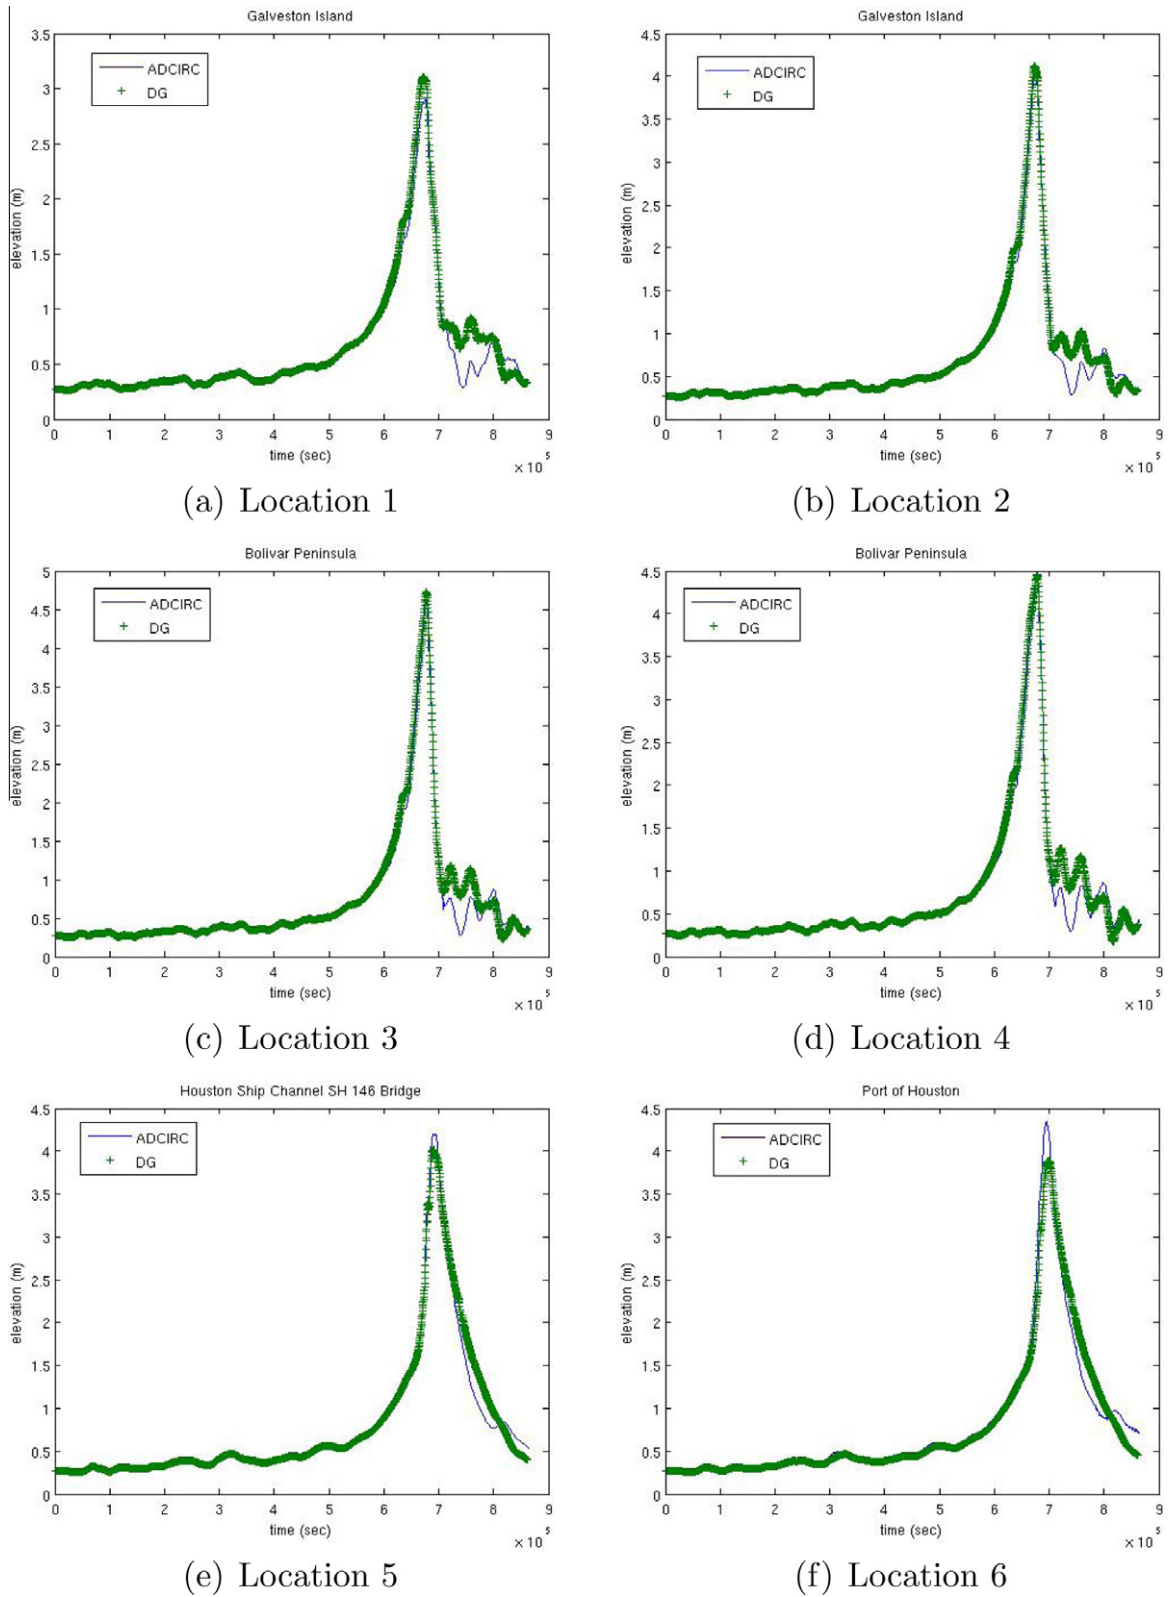 Galveston Island
3.5
3
2.5
2
1.5
1
0.5
0
elevation (m)
ADCIRC
DG
0 1 2 3 4 5 6 7 8 9
time (sec)
× 10 5
(a) Location 1
Galveston Island
4.5
4
3.5
3
2.5
2
1.5
1
0.5
0
elevation (m)
ADCIRC
DG
0 1 2 3 4 5 6 7 8 9
time (sec)
× 10 5
(b) Location 2
Bolivar Peninsula
5
4.5
4
3.5
3
2.5
2
1.5
1
0.5
0
elevation (m)
ADCIRC
DG
0 1 2 3 4 5 6 7 8 9
time (sec)
× 10 5
(c) Location 3
Bolivar Peninsula
4.5
4
3.5
3
2.5
2
1.5
1
0.5
0
elevation (m)
ADCIRC
DG
0 1 2 3 4 5 6 7 8 9
time (sec)
× 10 5
(d) Location 4
Houston Ship Channel SH 146 Bridge
4.5
4
3.5
3
2.5
2
1.5
1
0.5
0
elevation (m)
ADCIRC
DG
0 1 2 3 4 5 6 7 8 9
time (sec)
× 10 5
(e) Location 5
Port of Houston
4.5
4
3.5
3
2.5
2
1.5
1
0.5
0
elevation (m)
ADCIRC
DG
0 1 2 3 4 5 6 7 8 9
time (sec)
× 10 5
(f) Location 6